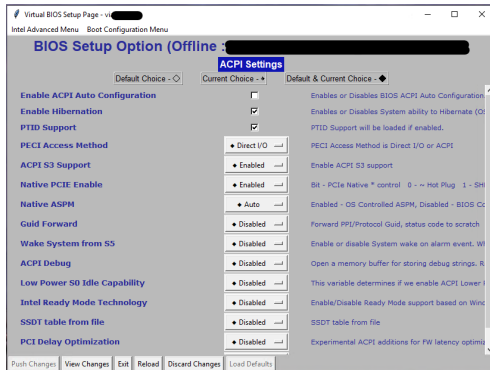 Virtual BIOS Setup Page - vi
Intel Advanced Menu Boot Configuration Menu
BIOS Setup Option (Offline :
ACPI Settings
Default Choice - ◇ Current Choice - ⋆ Default & Current Choice - ◆
Enable ACPI Auto Configuration Enables or Disables BIOS ACPI Auto Configuration
Enable Hibernation Enables or Disables System ability to Hibernate (OS
PTID Support PTID Support will be loaded if enabled.
PECI Access Method ◆ Direct I/O PECI Access Method is Direct I/O or ACPI
ACPI S3 Support ◆ Enabled Enable ACPI S3 support
Native PCIE Enable ◆ Enabled Bit - PCIe Native * control 0 - ~ Hot Plug 1 - SH
Native ASPM ◆ Auto Enabled - OS Controlled ASPM, Disabled - BIOS Co
Guid Forward ◆ Disabled Forward PPI/Protocol Guid, status code to scratch
Wake System from S5 ◆ Disabled Enable or disable System wake on alarm event. W
ACPI Debug ◆ Disabled Open a memory buffer for storing debug strings. R
Low Power S0 Idle Capability ◆ Disabled This variable determines if we enable ACPI Lower
Intel Ready Mode Technology ◆ Disabled Enable/Disable Ready Mode support based on Wind
SSDT table from file ◆ Disabled SSDT table from file
PCI Delay Optimization ◆ Disabled Experimental ACPI additions for FW latency optimiz
Push Changes View Changes Exit Reload Discard Changes Load Defaults